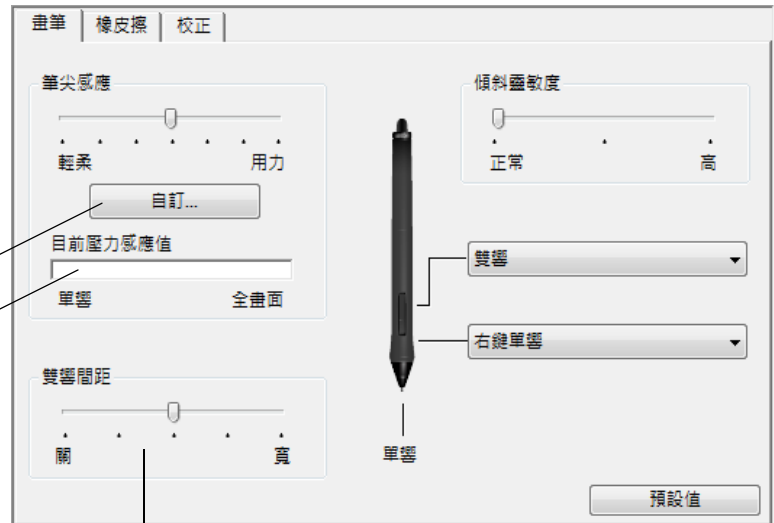 畫筆
橡皮擦
校正
筆尖感應
輕柔
用力
自訂...
目前壓力感應值
單響
全畫面
雙響間距
關
寬
傾斜靈敏度
正常
高
雙響
右鍵單響
單響
預設值